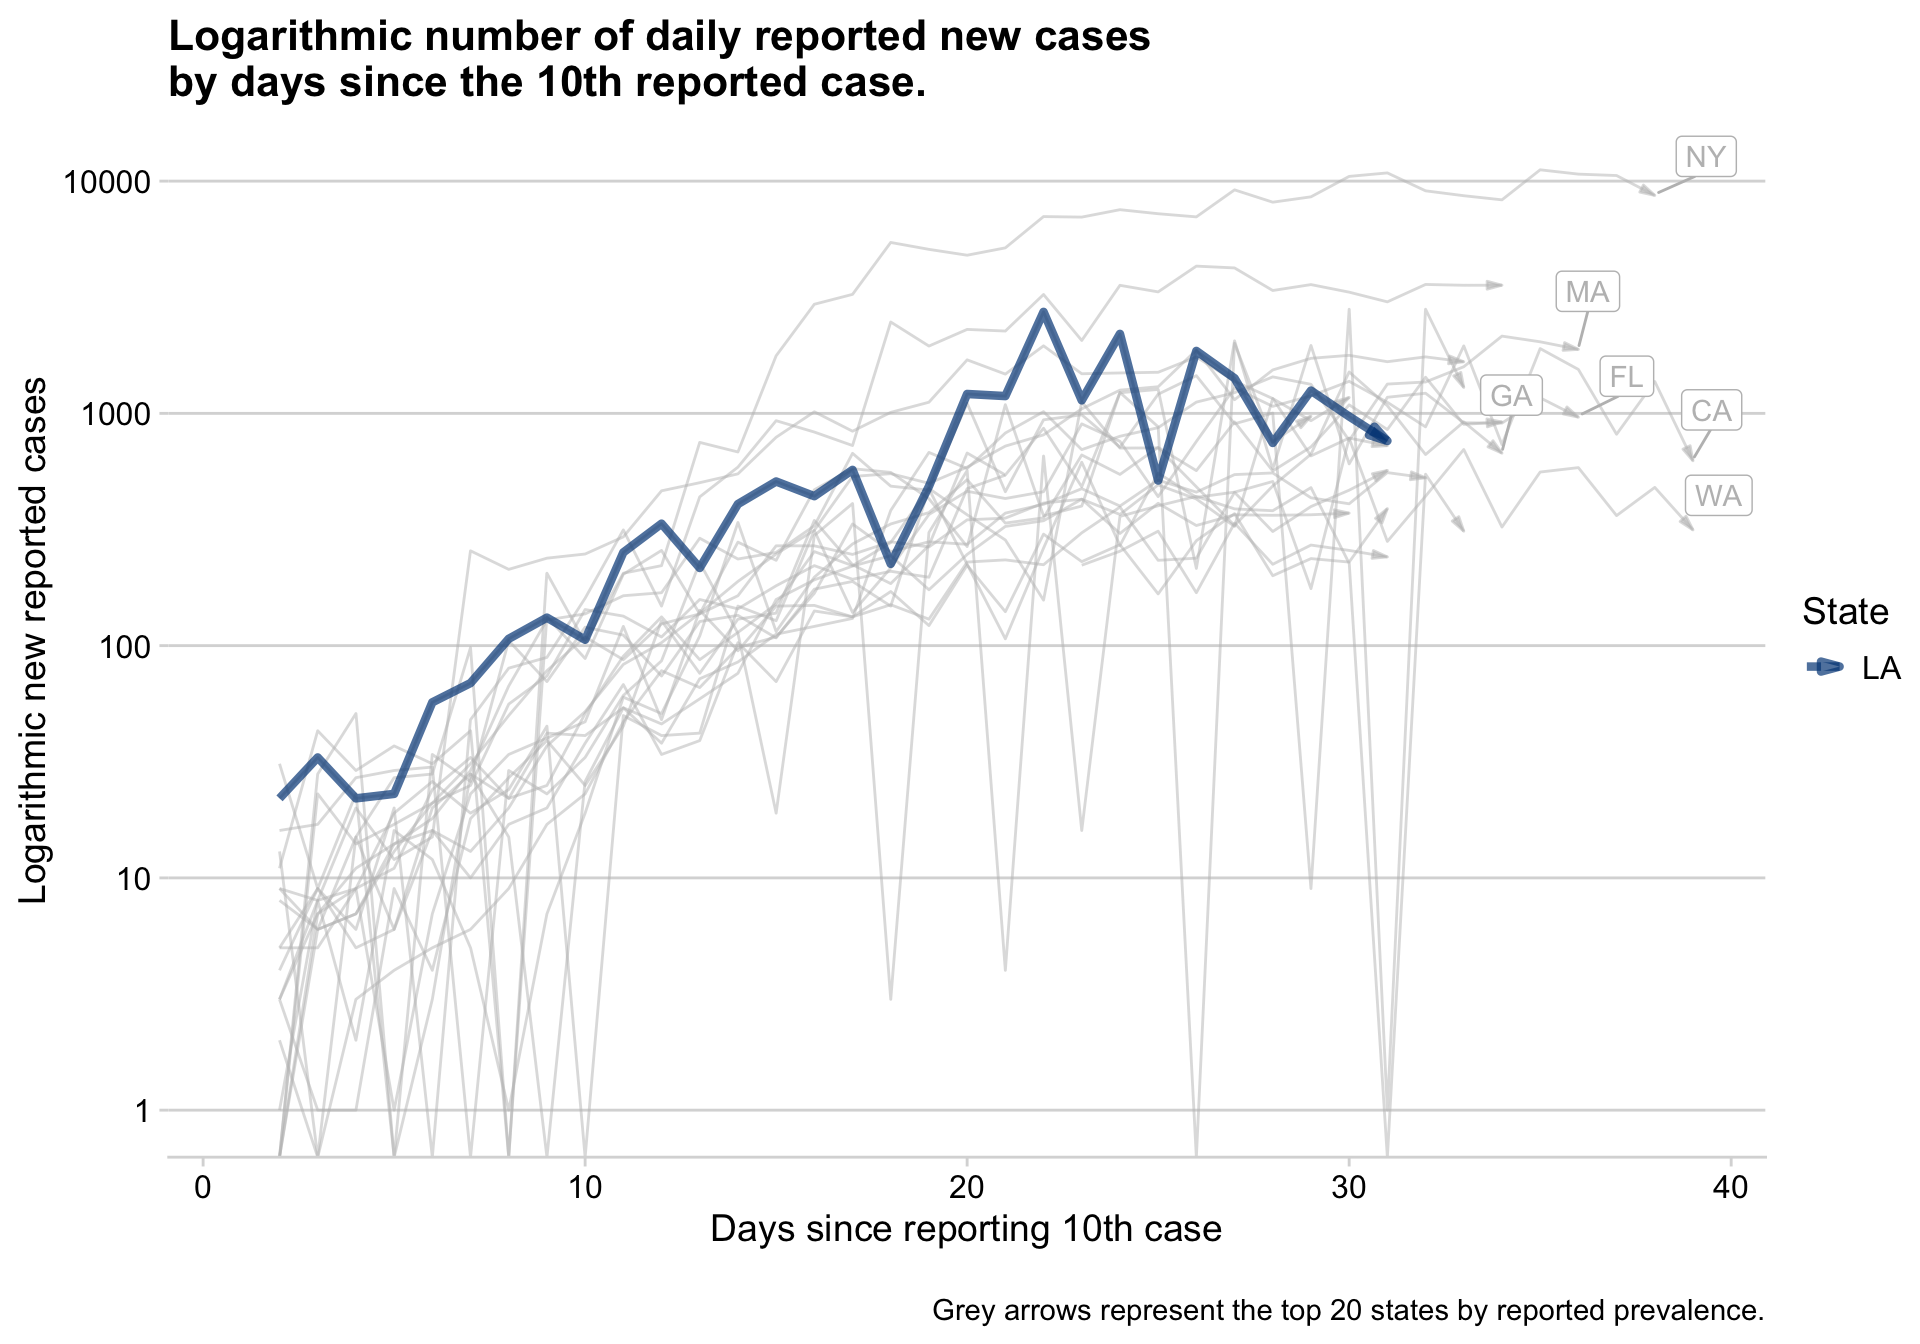 Logarithmic number of daily reported new cases
by days since the 10th reported case.
Logarithmic new reported cases
10000
1000
100
10
1
NY
MA
FL
GA
CA
WA
State
LA
0
10
20
30
40
Days since reporting 10th case
Grey arrows represent the top 20 states by reported prevalence.